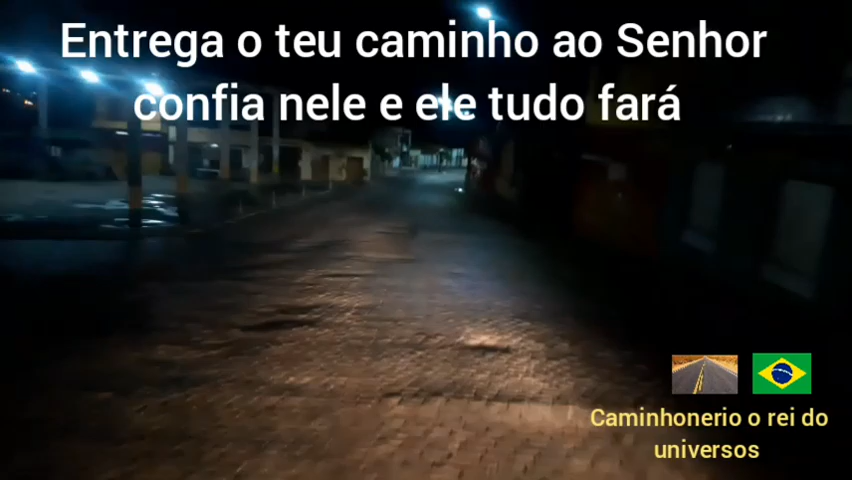 Entrega o teu caminho ao Senhor
confia nele e ele tudo fará
Caminhonerio o rei do
universos